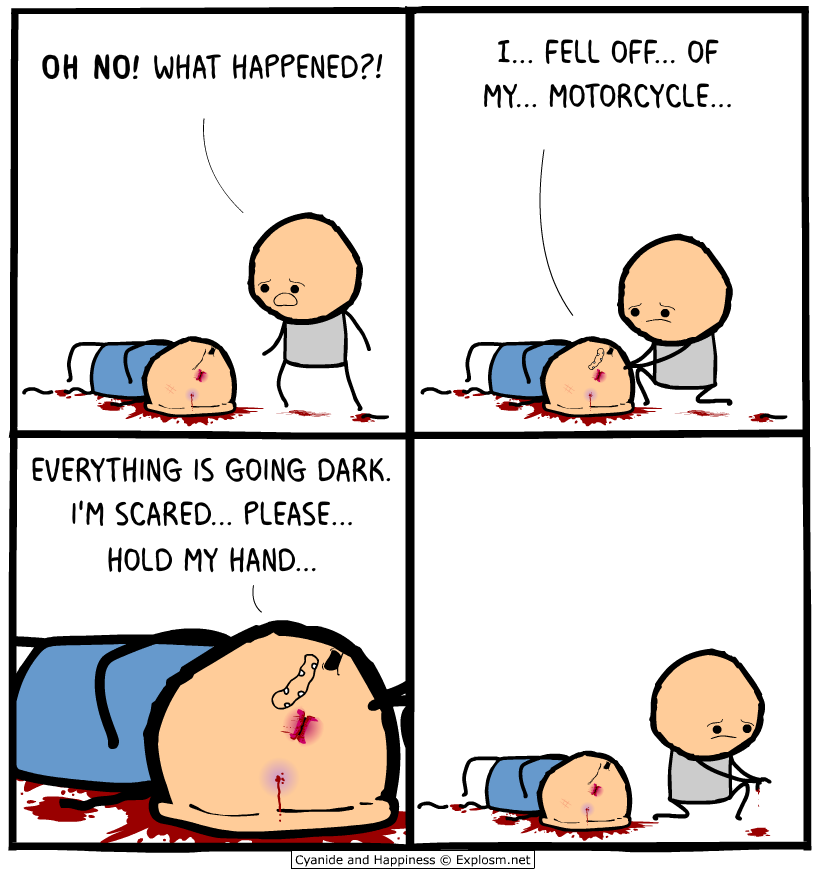 OH NO! WHAT HAPPENED?!
I... FELL OFF... OF
MY... MOTORCYCLE...
EVERYTHING IS GOING DARK.
I'M SCARED... PLEASE...
HOLD MY HAND...
Cyanide and Happiness © Explosm.net